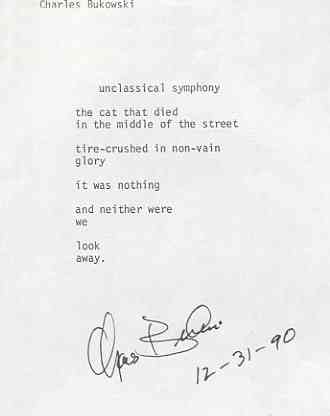 Charles Bukowski
unclassical symphony
the cat that died
in the middle of the street
tire-crushed in non-vain
glory
it was nothing
and neither were
we
look
away.
12-31-90